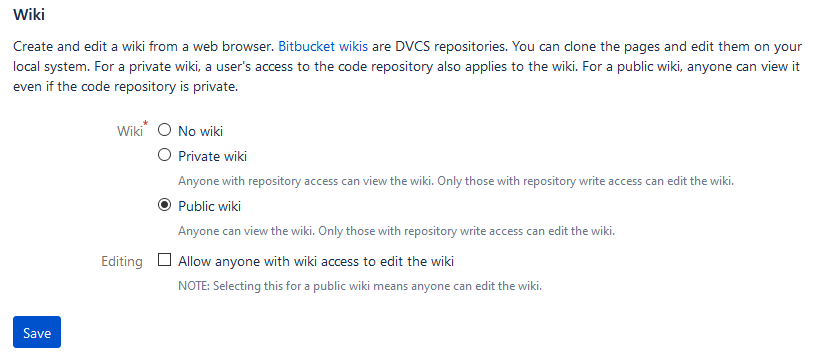 Wiki
Create and edit a wiki from a web browser. Bitbucket wikis are DVCS repositories. You can clone the pages and edit them on your
local system. For a private wiki, a user's access to the code repository also applies to the wiki. For a public wiki, anyone can view it
even if the code repository is private.
Wiki* No wiki
Private wiki
Anyone with repository access can view the wiki. Only those with repository write access can edit the wiki.
Public wiki
Anyone can view the wiki. Only those with repository write access can edit the wiki.
Editing Allow anyone with wiki access to edit the wiki
NOTE: Selecting this for a public wiki means anyone can edit the wiki.
Save